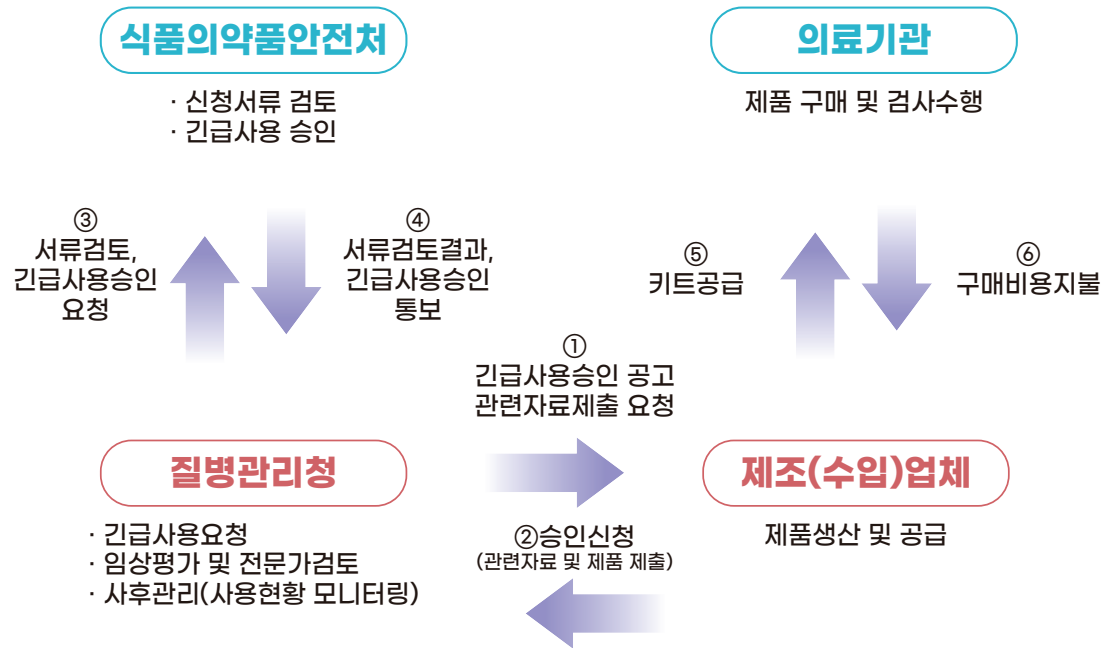 식품의약품안전처
· 신청서류 검토
· 긴급사용 승인
의료기관
제품 구매 및 검사수행
③
서류검토,
긴급사용승인
요청
④
서류검토결과,
긴급사용승인
통보
⑤
키트공급
⑥
구매비용지불
①
긴급사용승인 공고
관련자료제출 요청
질병관리청
· 긴급사용요청
· 임상평가 및 전문가검토
· 사후관리(사용현황 모니터링)
②승인신청
(관련자료 및 제품 제출)
제조(수입)업체
제품생산 및 공급